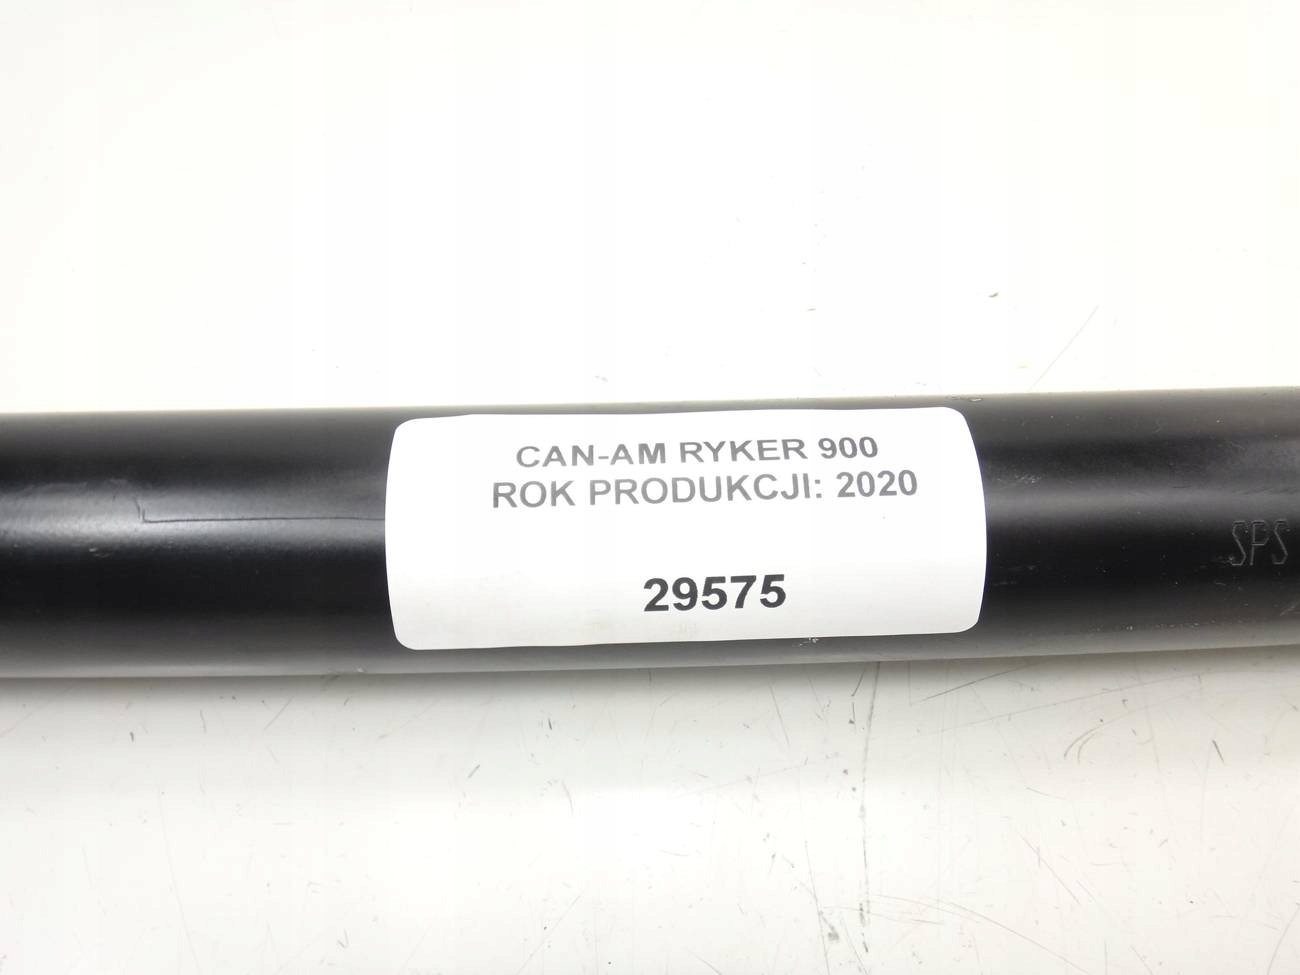 CAN-AM RYKER 900
ROK PRODUKCJI: 2020
SPS
29575